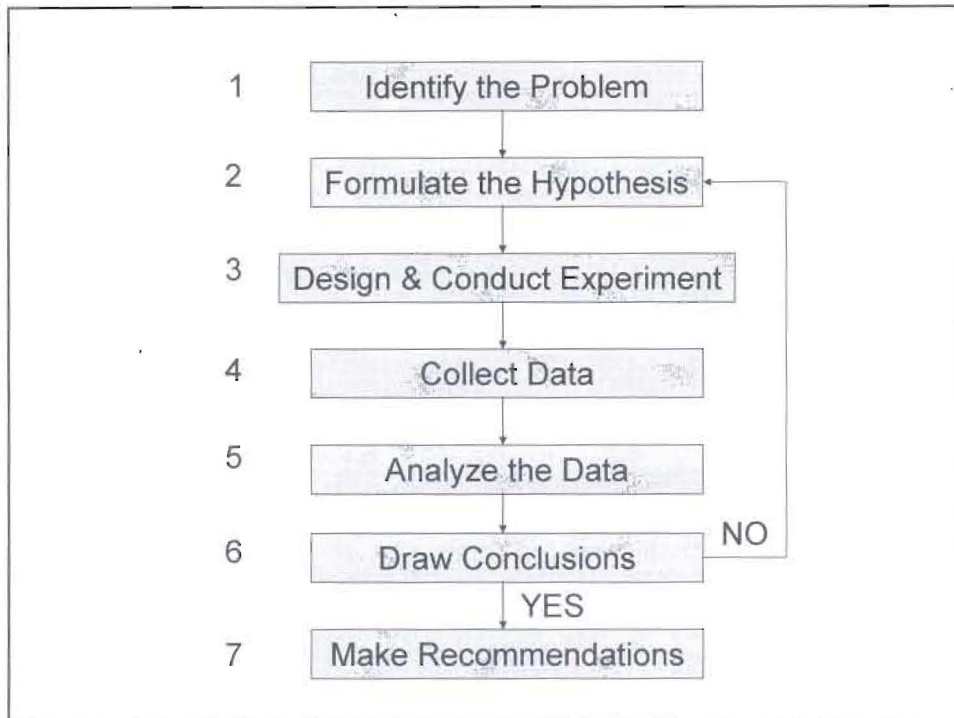 1 Identify the Problem
2 Formulate the Hypothesis
3 Design & Conduct Experiment
4 Collect Data
5 Analyze the Data
6 Draw Conclusions NO
YES
7 Make Recommendations